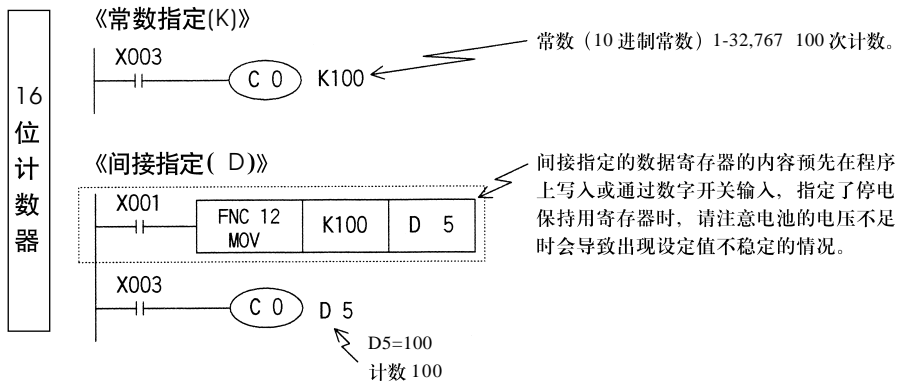 16
位
计
数
器
《常数指定(K)》
X003
C 0
K100
常数（10 进制常数）1-32,767 100 次计数。
《间接指定( D)》
X001
FNC 12
MOV
K100
D 5
间接指定的数据寄存器的内容预先在程序
上写入或通过数字开关输入，指定了停电
保持用寄存器时，请注意电池的电压不足
时会导致出现设定值不稳定的情况。
X003
C 0
D 5
D5=100
计数 100